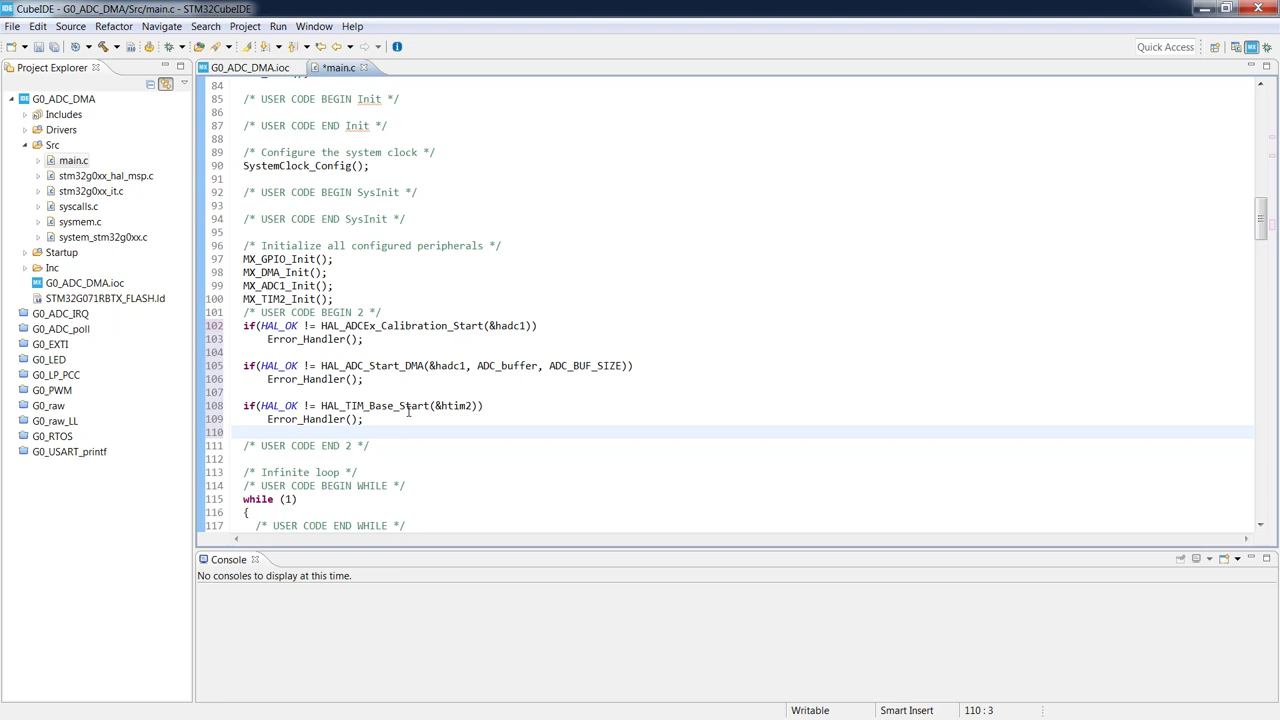 CubeIDE - G0_ADC_DMA/Src/main.c - STM32CubeIDE
File Edit Source Refactor Navigate Search Project Run Window Help
Quick Access
Project Explorer
G0_ADC_DMA
Includes
Drivers
Src
main.c
stm32g0xx_hal_msp.c
stm32g0xx_it.c
syscalls.c
sysmem.c
system_stm32g0xx.c
Startup
Inc
G0_ADC_DMA.ioc
STM32G071RBTX_FLASH.ld
G0_ADC_IRQ
G0_ADC_poll
G0_EXTI
G0_LED
G0_LP_PCC
G0_PWM
G0_raw
G0_raw_LL
G0_RTOS
G0_USART_printf
G0_ADC_DMA.ioc *main.c
84
85 /* USER CODE BEGIN Init */
86
87 /* USER CODE END Init */
88
89 /* Configure the system clock */
90 SystemClock_Config();
91
92 /* USER CODE BEGIN SysInit */
93
94 /* USER CODE END SysInit */
95
96 /* Initialize all configured peripherals */
97 MX_GPIO_Init();
98 MX_DMA_Init();
99 MX_ADC1_Init();
100 MX_TIM2_Init();
101 /* USER CODE BEGIN 2 */
102 if(HAL_OK != HAL_ADCEx_Calibration_Start(&hadc1))
103 Error_Handler();
104
105 if(HAL_OK != HAL_ADC_Start_DMA(&hadc1, ADC_buffer, ADC_BUF_SIZE))
106 Error_Handler();
107
108 if(HAL_OK != HAL_TIM_Base_Start(&htim2))
109 Error_Handler();
110
111 /* USER CODE END 2 */
112
113 /* Infinite loop */
114 /* USER CODE BEGIN WHILE */
115 while (1)
116 {
117 /* USER CODE END WHILE */
Console
No consoles to display at this time.
Writable Smart Insert 110 : 3